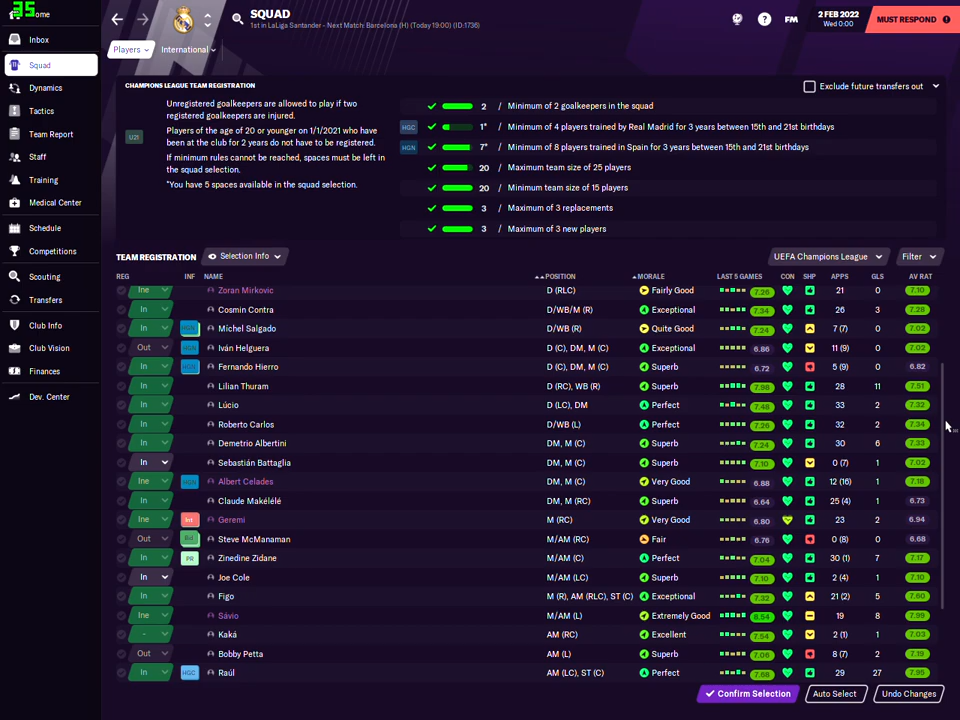 35ome
SQUAD
1st in LaLiga Santander - Next Match: Barcelona (H) (Today 19:00) (ID:1736)
FM
2 FEB 2022
Wed 0:00
MUST RESPOND
Inbox
Squad
Dynamics
Tactics
Team Report
Staff
Training
Medical Center
Schedule
Competitions
Scouting
Transfers
Club Info
Club Vision
Finances
Dev. Center
Players
International
CHAMPIONS LEAGUE TEAM REGISTRATION
Exclude future transfers out
U21
Unregistered goalkeepers are allowed to play if two
registered goalkeepers are injured.
Players of the age of 20 or younger on 1/1/2021 who have
been at the club for 2 years do not have to be registered.
If minimum rules cannot be reached, spaces must be left in
the squad selection.
*You have 5 spaces available in the squad selection.
2 / Minimum of 2 goalkeepers in the squad
HGC 1* / Minimum of 4 players trained by Real Madrid for 3 years between 15th and 21st birthdays
HGN 7* / Minimum of 8 players trained in Spain for 3 years between 15th and 21st birthdays
20 / Maximum team size of 25 players
20 / Minimum team size of 15 players
3 / Maximum of 3 replacements
3 / Maximum of 3 new players
TEAM REGISTRATION Selection Info UEFA Champions League Filter
REG INF NAME POSITION MORALE LAST 5 GAMES CON SHP APPS GLS AV RAT
Ine Zoran Mirkovic D (RLC) Fairly Good 7.26 21 0 7.10
In Cosmin Contra D/WB/M (R) Exceptional 7.34 26 3 7.28
In HGN Míchel Salgado D/WB (R) Quite Good 7.24 7 (7) 0 7.02
Out HGN Iván Helguera D (C), DM, M (C) Exceptional 6.86 11 (9) 0 7.02
In HGN Fernando Hierro D (C), DM, M (C) Superb 6.72 5 (9) 0 6.82
In Lilian Thuram D (RC), WB (R) Superb 7.98 28 11 7.51
In Lúcio D (LC), DM Perfect 7.48 33 2 7.32
In Roberto Carlos D/WB (L) Perfect 7.26 32 2 7.34
In Demetrio Albertini DM, M (C) Superb 7.24 30 6 7.33
In Sebastián Battaglia DM, M (C) Superb 7.10 0 (7) 1 7.02
Ine HGN Albert Celades DM, M (C) Very Good 6.88 12 (16) 1 7.18
In Claude Makélélé DM, M (RC) Superb 6.64 25 (4) 1 6.73
Ine Int Geremi M (RC) Very Good 6.80 23 2 6.94
Out Bid Steve McManaman M/AM (RC) Fair 6.76 0 (8) 0 6.68
In PR Zinedine Zidane M/AM (C) Perfect 7.04 30 (1) 7 7.17
In Joe Cole M/AM (LC) Superb 7.10 2 (4) 1 7.10
In Figo M (R), AM (RLC), ST (C) Exceptional 7.32 21 (2) 5 7.60
Ine Sávio M/AM (L) Extremely Good 8.54 19 8 7.99
- Kaká AM (RC) Excellent 7.54 2 (1) 1 7.03
Out Bobby Petta AM (L) Superb 7.06 8 (7) 2 7.19
In HGC Raúl AM (LC), ST (C) Perfect 7.68 29 27 7.95
Confirm Selection Auto Select Undo Changes